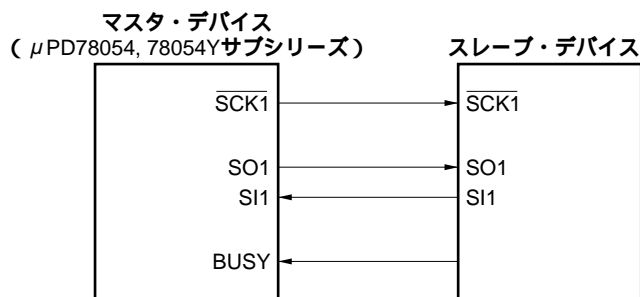 マスタ・デバイス
(μPD78054, 78054Yサブシリーズ)
スレーブ・デバイス
SCK1 SCK1
SO1 SO1
SI1 SI1
BUSY